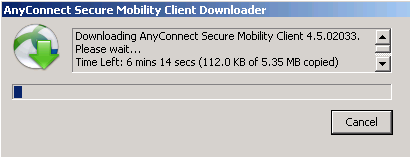 AnyConnect Secure Mobility Client Downloader
Downloading AnyConnect Secure Mobility Client 4.5.02033.
Please wait...
Time Left: 6 mins 14 secs (112.0 KB of 5.35 MB copied)
Cancel